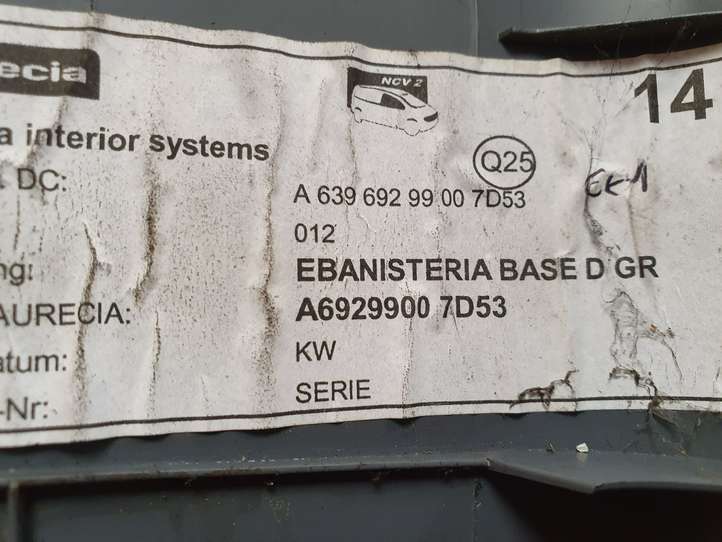 ecia
NCV 2
14
a interior systems
Q25
. DC:
A 639 692 99 00 7D53
012
ng:
EBANISTERIA BASE D GR
AURECIA:
A6929900 7D53
atum:
KW
-Nr:
SERIE